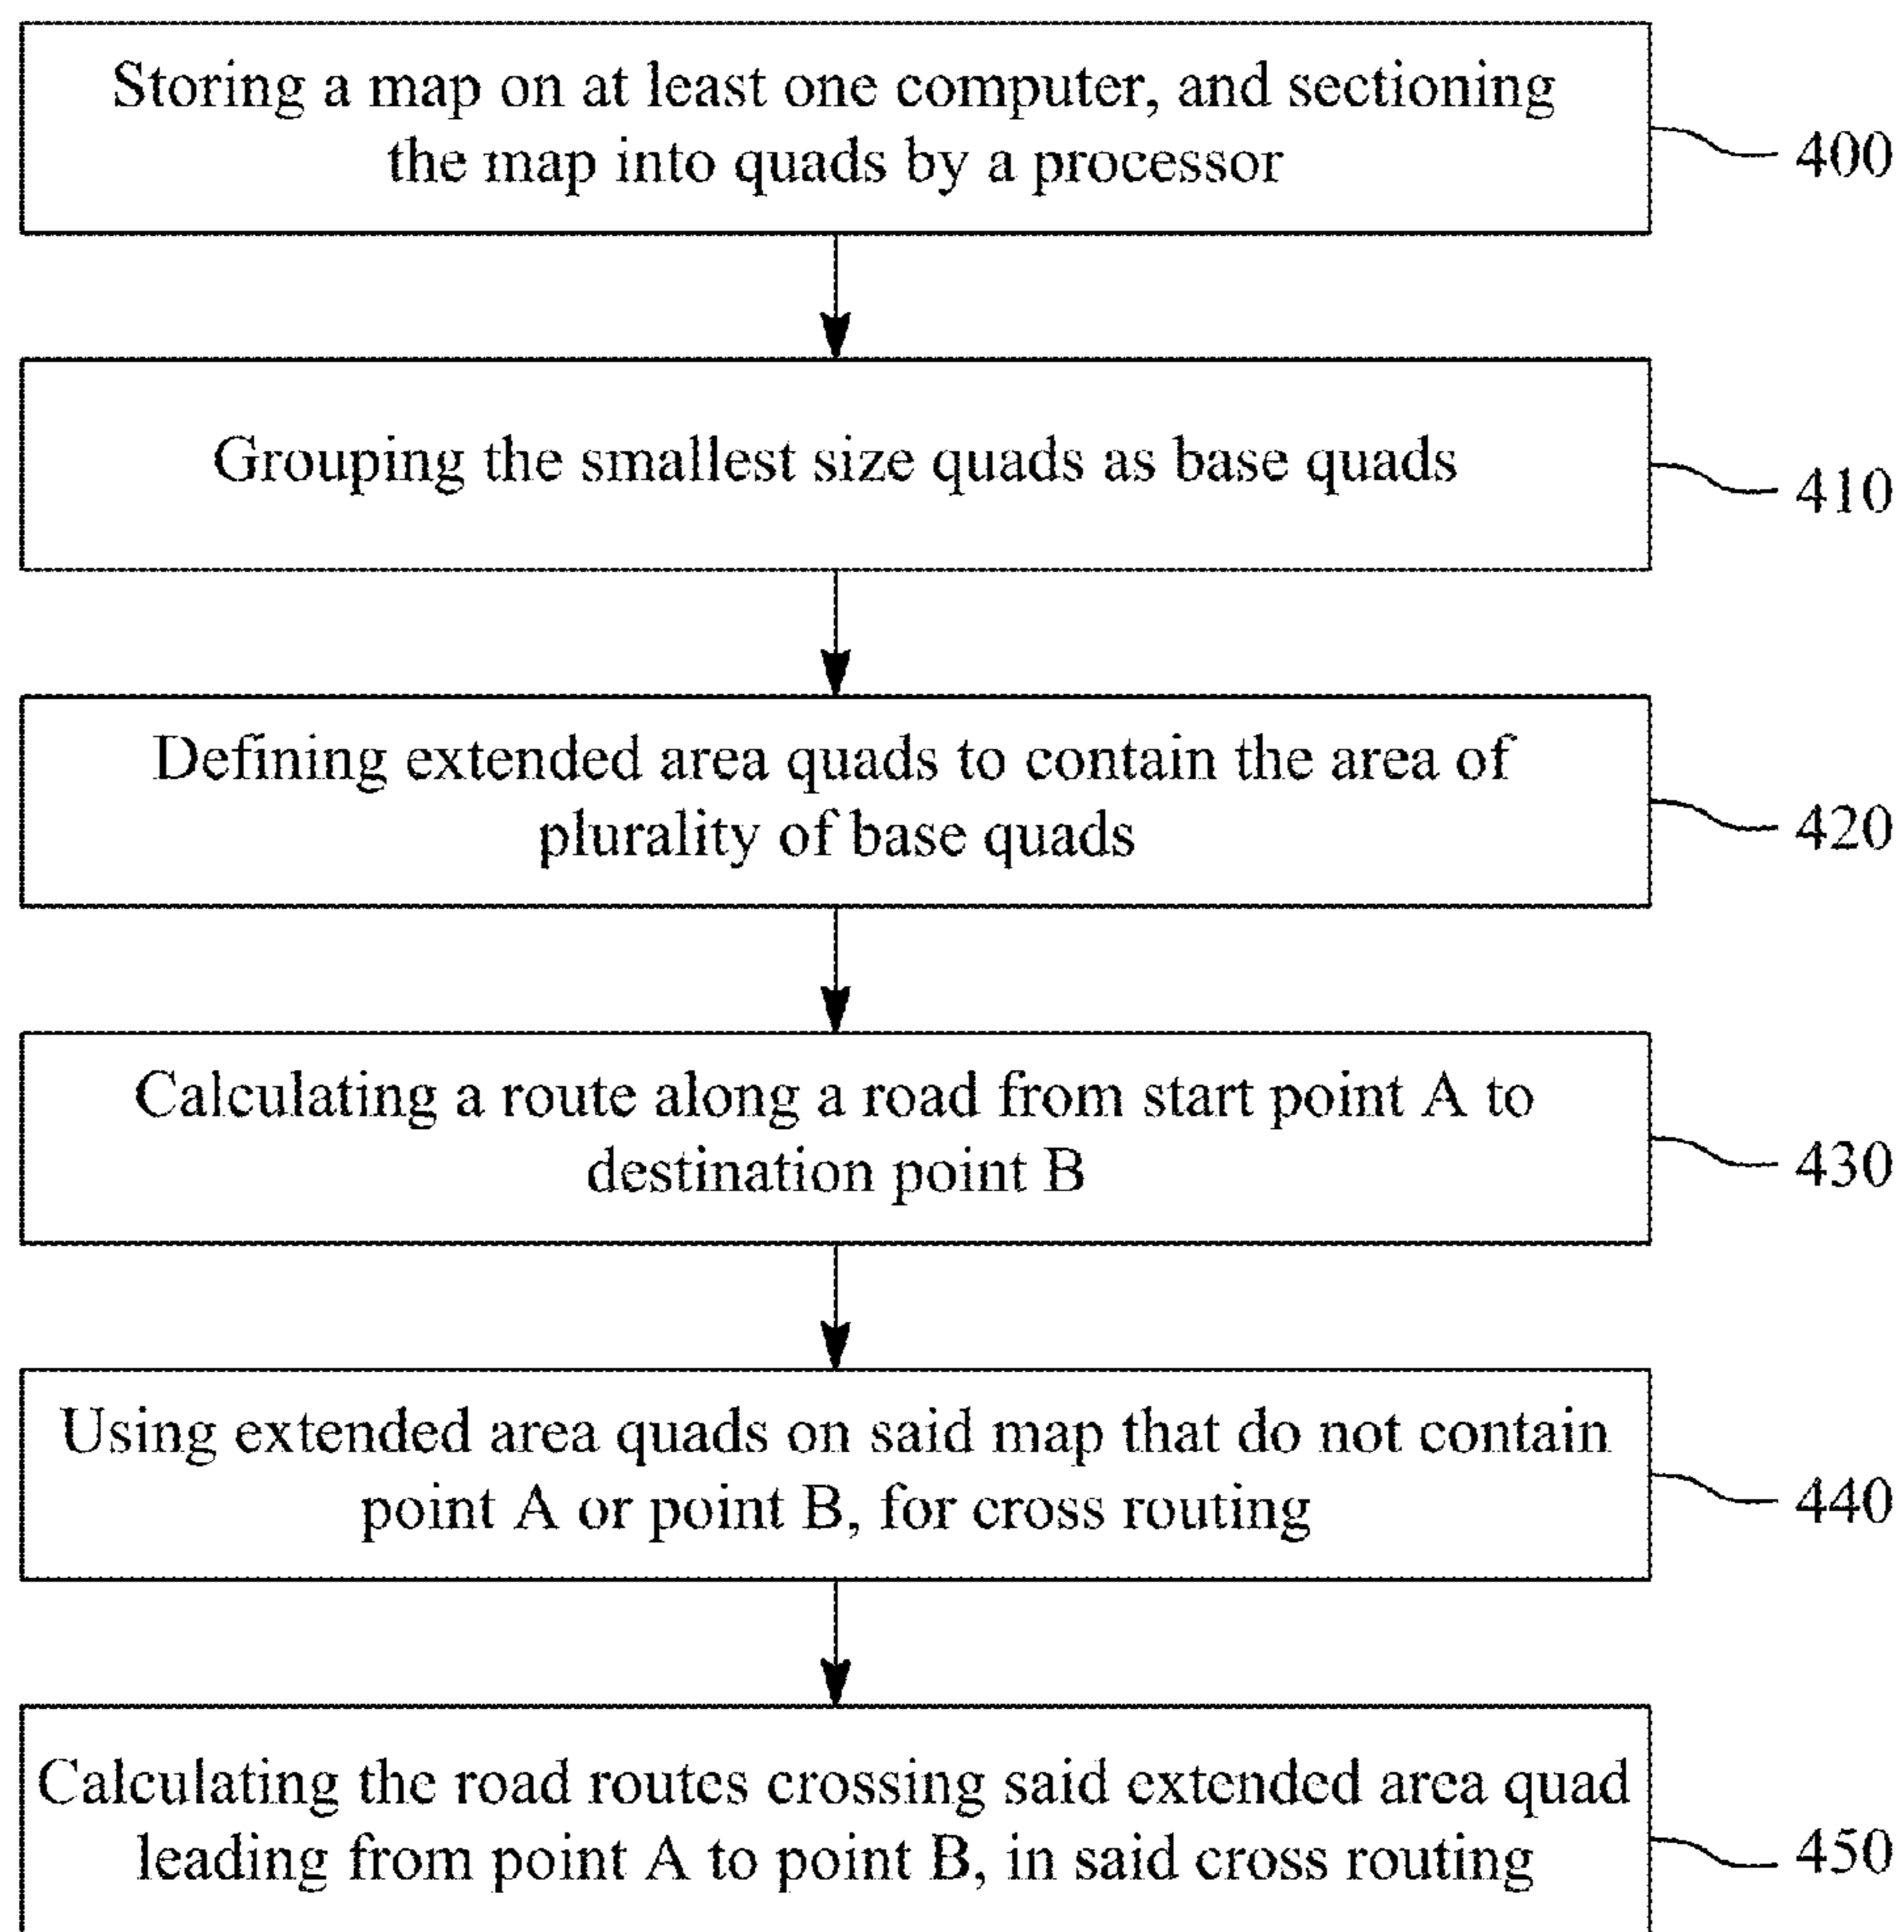 Storing a map on at least one computer, and sectioning
the map into quads by a processor
400
Grouping the smallest size quads as base quads
410
Defining extended area quads to contain the area of
plurality of base quads
420
Calculating a route along a road from start point A to
destination point B
430
Using extended area quads on said map that do not contain
point A or point B, for cross routing
440
Calculating the road routes crossing said extended area quad
leading from point A to point B, in said cross routing
450